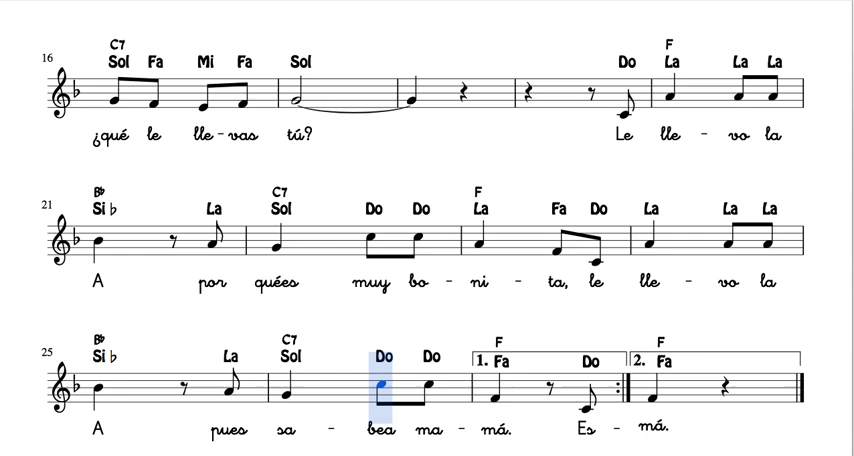 C7 F
16 Sol Fa Mi Fa Sol Do La La La
¿qué le lle - vas tú? Le lle - vo la
B♭ C7 F
21 Si ♭ La Sol Do Do La Fa Do La La La
A por quées muy bo - ni - ta, le lle - vo la
B♭ C7 F F
25 Si ♭ La Sol Do Do 1. Fa Do 2. Fa
A pues sa - bea ma - má. Es - má.